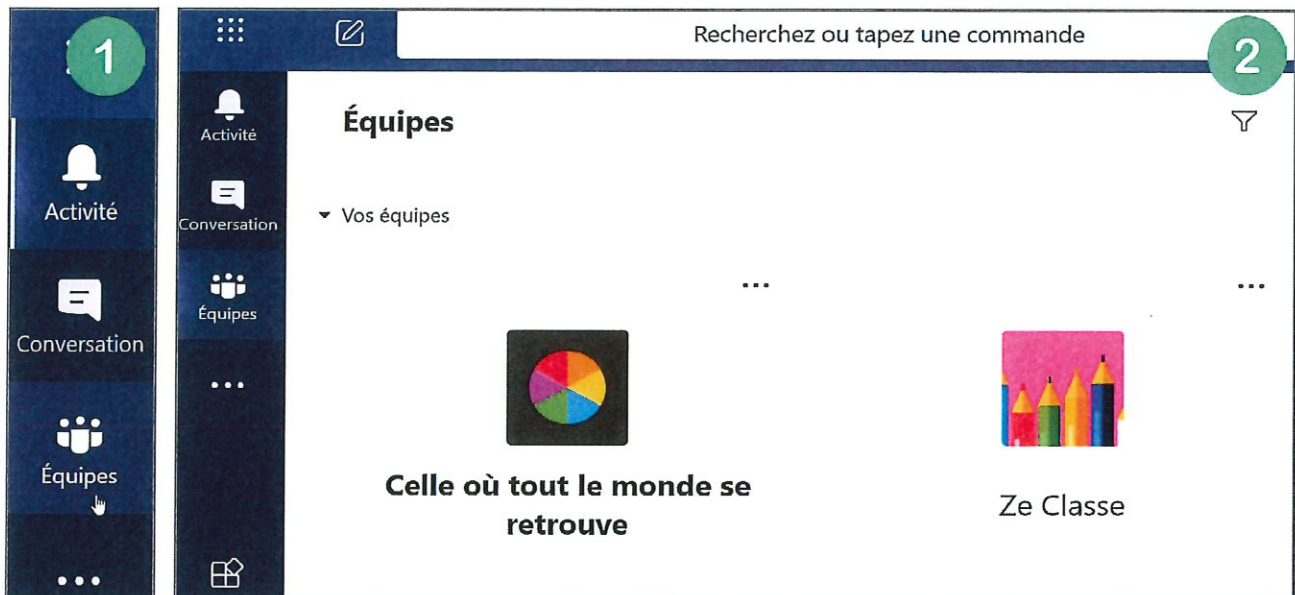 1
Activité
Conversation
Équipes
Recherchez ou tapez une commande
2
Activité
Conversation
Équipes
Équipes
Vos équipes
Celle où tout le monde se
retrouve
Ze Classe